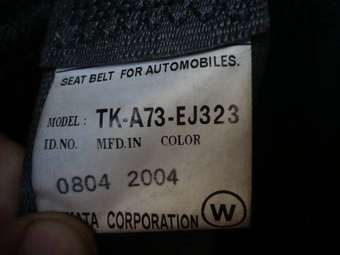 SEAT BELT FOR AUTOMOBILES.
MODEL : TK-A73-EJ323
ID.NO. MFD.IN COLOR
0804 2004
CORPORATION W